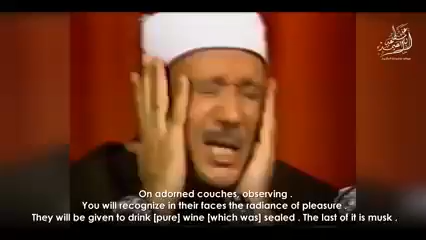 On adorned couches, observing .
You will recognize in their faces the radiance of pleasure .
They will be given to drink [pure] wine [which was] sealed . The last of it is musk .